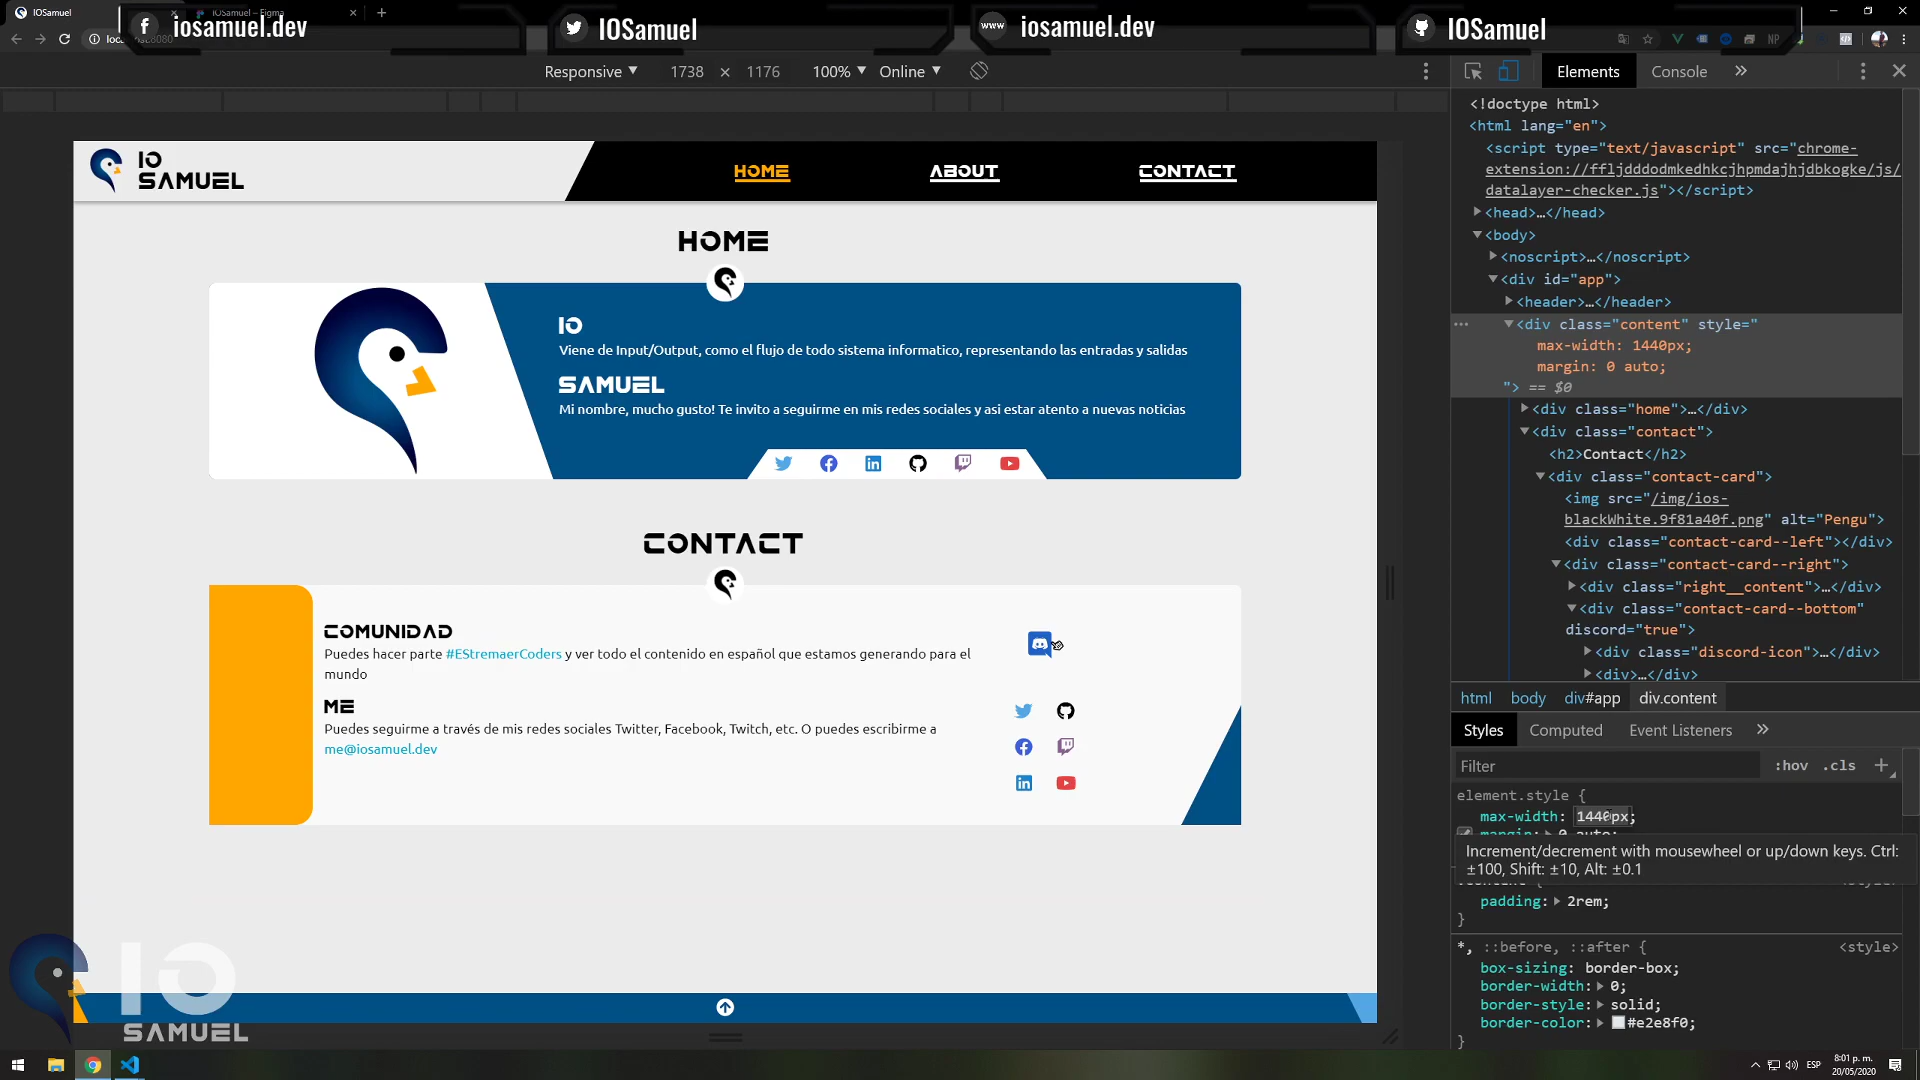 IOSamuel
IOSamuel – Figma
iosamuel.dev
IOSamuel
www
iosamuel.dev
IOSamuel
Responsive ▼ 1738 × 1176 100% ▼ Online ▼
Elements Console »
<!doctype html>
<html lang="en">
<script type="text/javascript" src="chrome-
extension://ffljdddodmkedhkcjhpmdajhjdbkogke/js/
datalayer-checker.js"></script>
<head>…</head>
<body>
<noscript>…</noscript>
<div id="app">
<header>…</header>
<div class="content" style="
max-width: 1440px;
margin: 0 auto;
"> == $0
<div class="home">…</div>
<div class="contact">
<h2>Contact</h2>
<div class="contact-card">
<img src="/img/ios-
blackWhite.9f81a40f.png" alt="Pengu">
<div class="contact-card--left"></div>
<div class="contact-card--right">
<div class="right__content">…</div>
<div class="contact-card--bottom"
discord="true">
<div class="discord-icon">…</div>
<div>…</div>
html body div#app div.content
Styles Computed Event Listeners »
Filter :hov .cls +
element.style {
max-width: 1440px;
margin: 0 auto;
Increment/decrement with mousewheel or up/down keys. Ctrl:
±100, Shift: ±10, Alt: ±0.1
padding: 2rem;
}
*, ::before, ::after { <style>
box-sizing: border-box;
border-width: 0;
border-style: solid;
border-color: #e2e8f0;
}
IO
SAMUEL
HOME ABOUT CONTACT
HOME
IO
Viene de Input/Output, como el flujo de todo sistema informatico, representando las entradas y salidas
SAMUEL
Mi nombre, mucho gusto! Te invito a seguirme en mis redes sociales y asi estar atento a nuevas noticias
CONTACT
COMUNIDAD
Puedes hacer parte #EStremaerCoders y ver todo el contenido en español que estamos generando para el
mundo
ME
Puedes seguirme a través de mis redes sociales Twitter, Facebook, Twitch, etc. O puedes escribirme a
me@iosamuel.dev
IO
SAMUEL
ESP
8:01 p. m.
20/05/2020